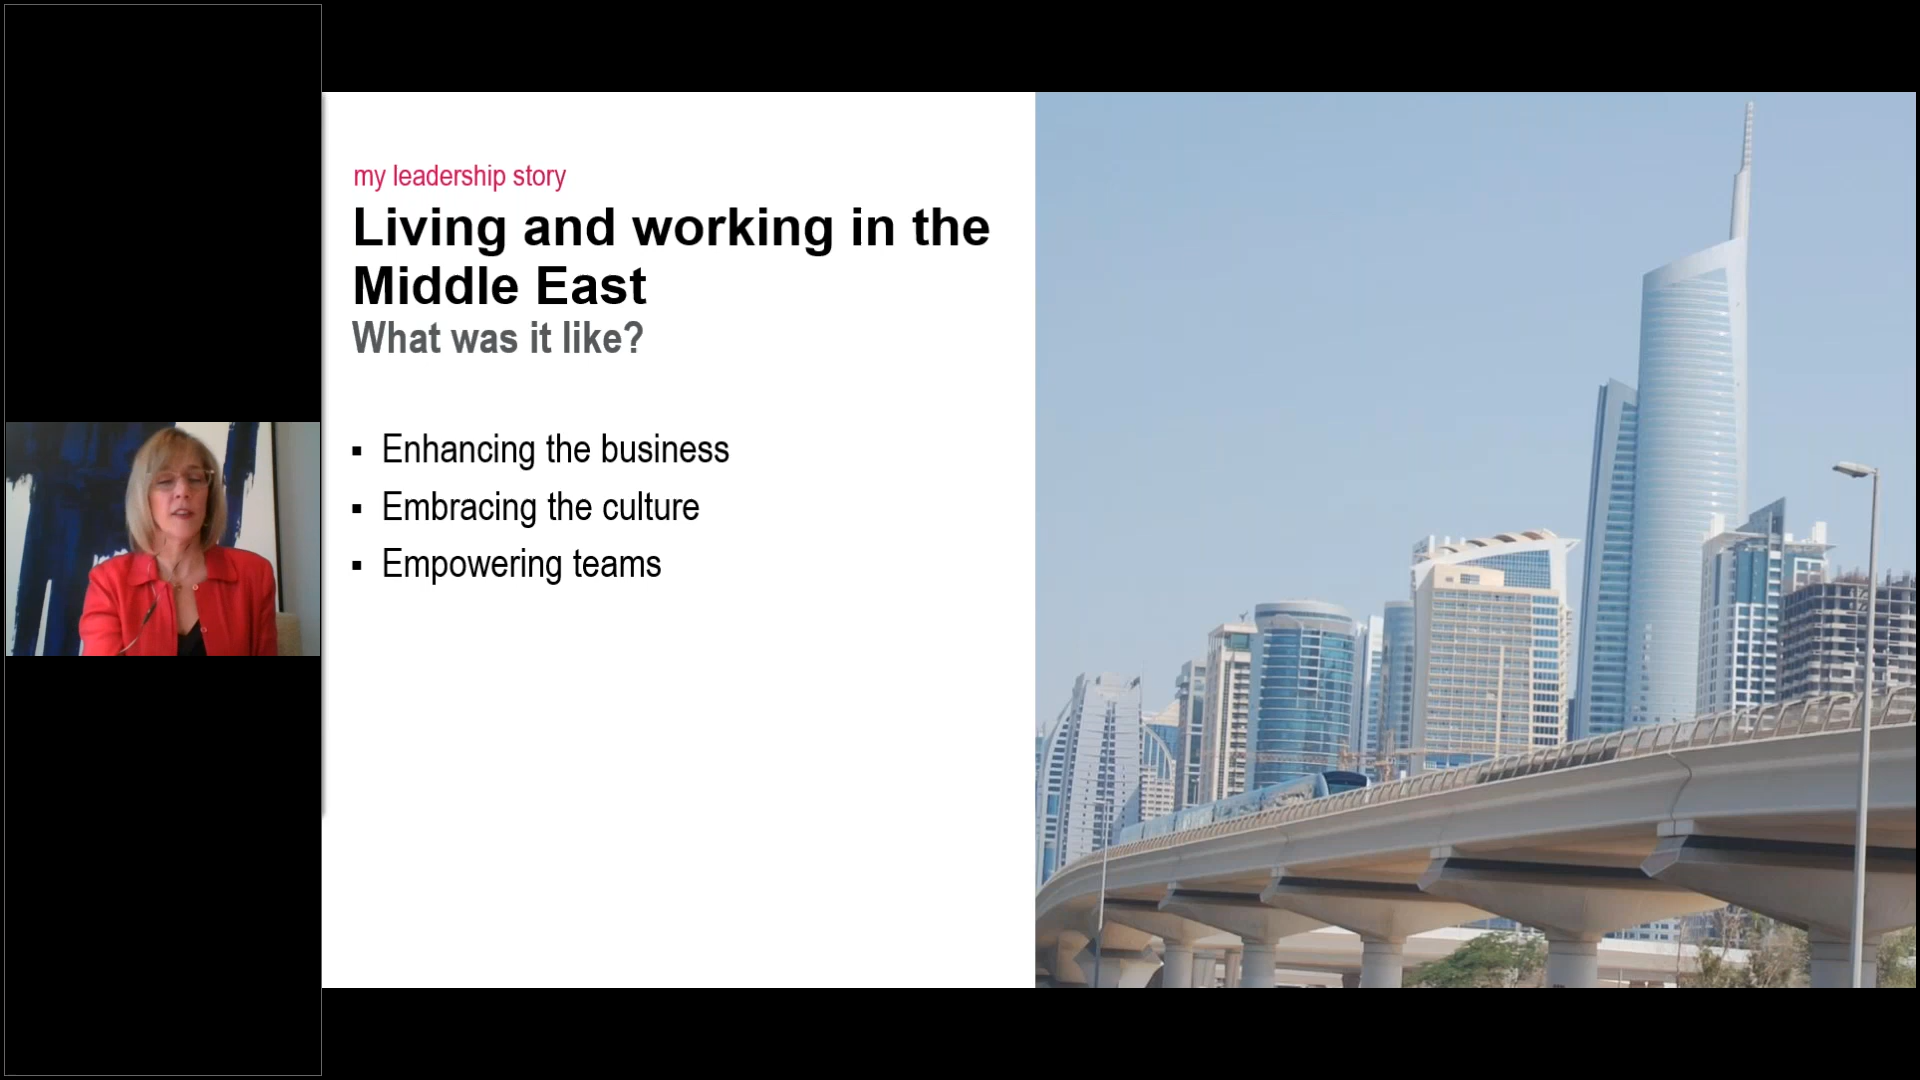 my leadership story
Living and working in the
Middle East
What was it like?
▪ Enhancing the business
▪ Embracing the culture
▪ Empowering teams